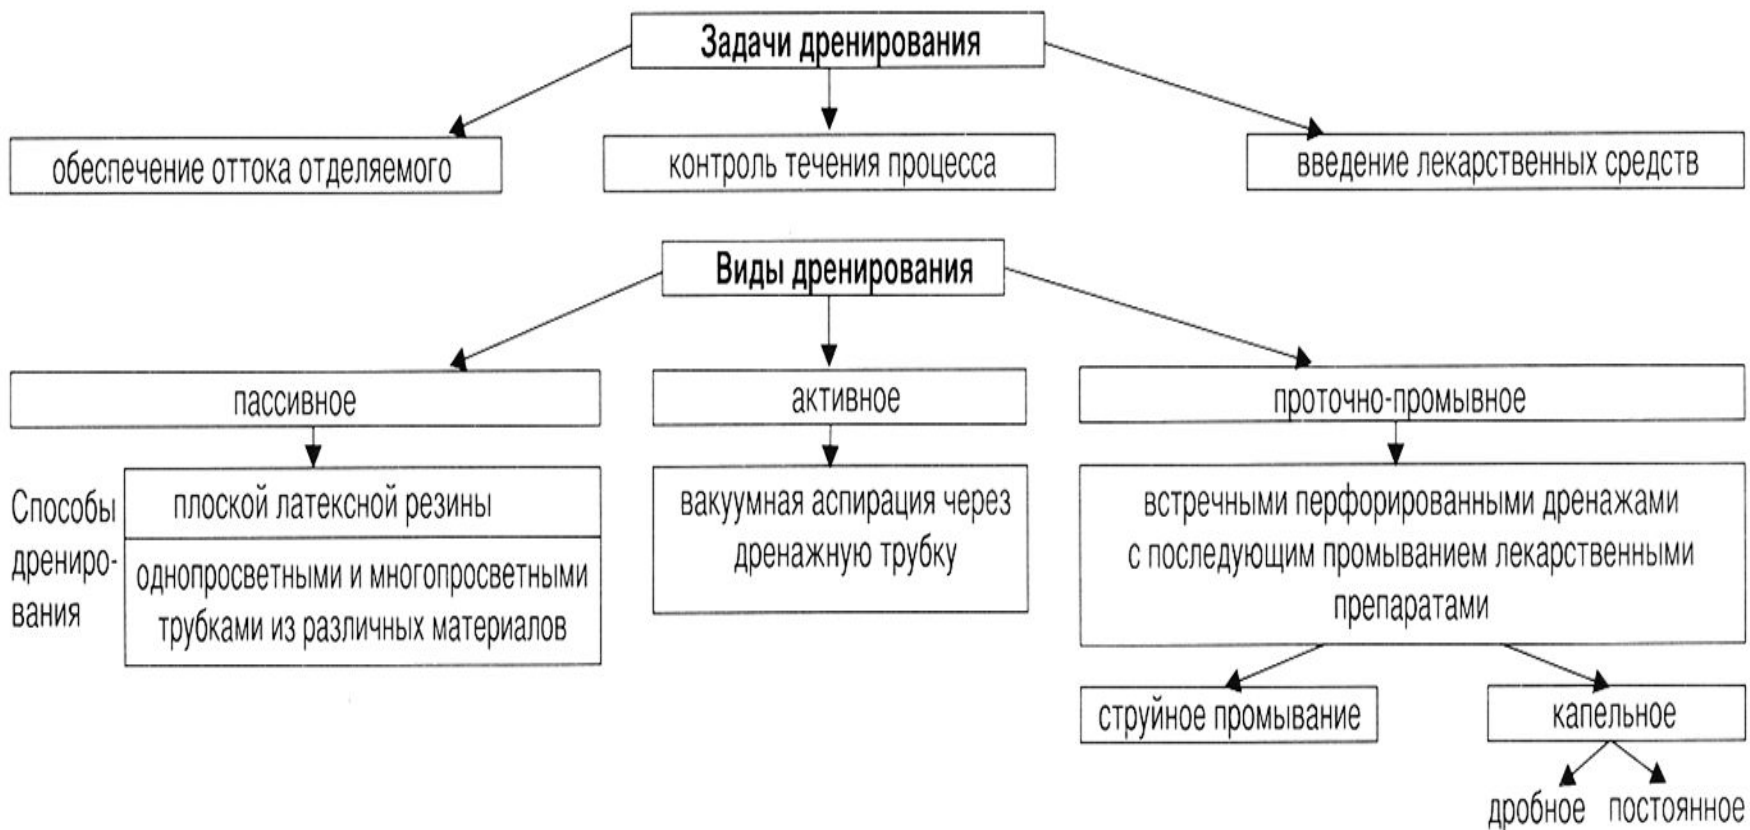 Задачи дренирования
обеспечение оттока отделяемого
контроль течения процесса
введение лекарственных средств
Виды дренирования
пассивное
активное
проточно-промывное
Способы
дрениро-
вания
плоской латексной резины
однопросветными и многопросветными
трубками из различных материалов
вакуумная аспирация через
дренажную трубку
встречными перфорированными дренажами
с последующим промыванием лекарственными
препаратами
струйное промывание
капельное
дробное
постоянное